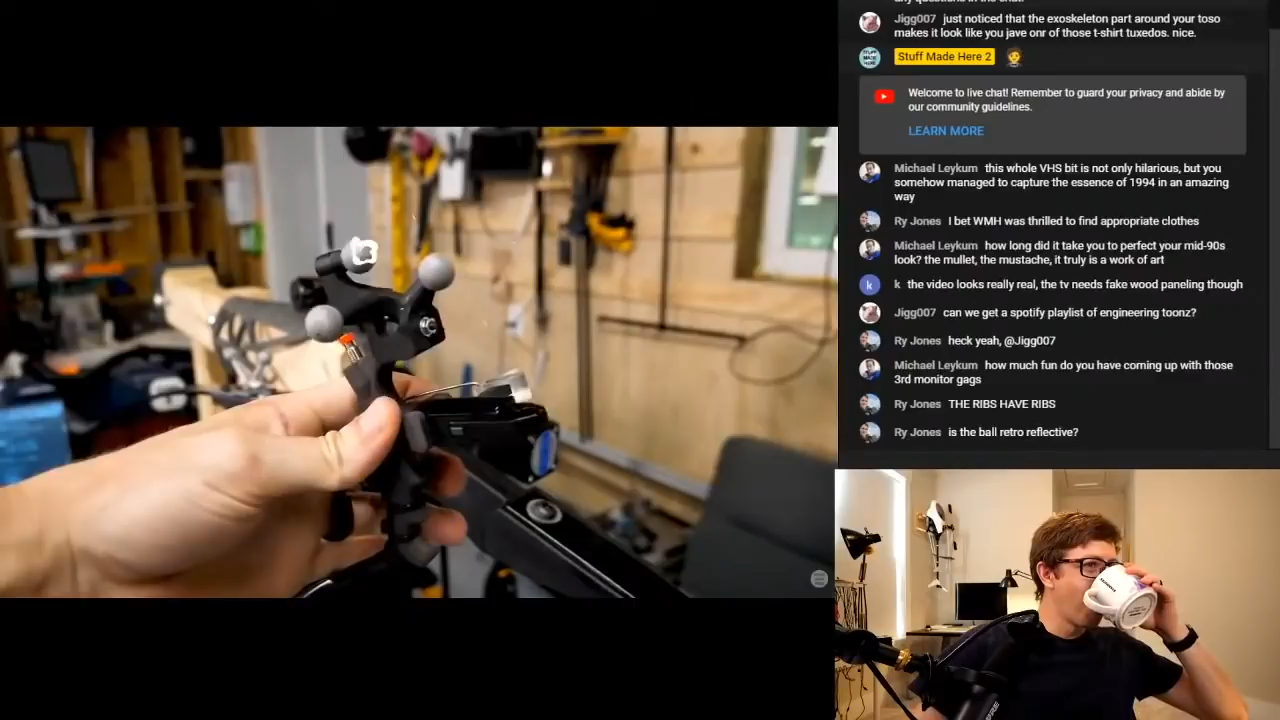 any questions in the chat.
Jigg007 just noticed that the exoskeleton part around your toso
makes it look like you jave onr of those t-shirt tuxedos. nice.
Stuff Made Here 2
Welcome to live chat! Remember to guard your privacy and abide by
our community guidelines.
LEARN MORE
Michael Leykum this whole VHS bit is not only hilarious, but you
somehow managed to capture the essence of 1994 in an amazing
way
Ry Jones I bet WMH was thrilled to find appropriate clothes
Michael Leykum how long did it take you to perfect your mid-90s
look? the mullet, the mustache, it truly is a work of art
k k the video looks really real, the tv needs fake wood paneling though
Jigg007 can we get a spotify playlist of engineering toonz?
Ry Jones heck yeah, @Jigg007
Michael Leykum how much fun do you have coming up with those
3rd monitor gags
Ry Jones THE RIBS HAVE RIBS
Ry Jones is the ball retro reflective?